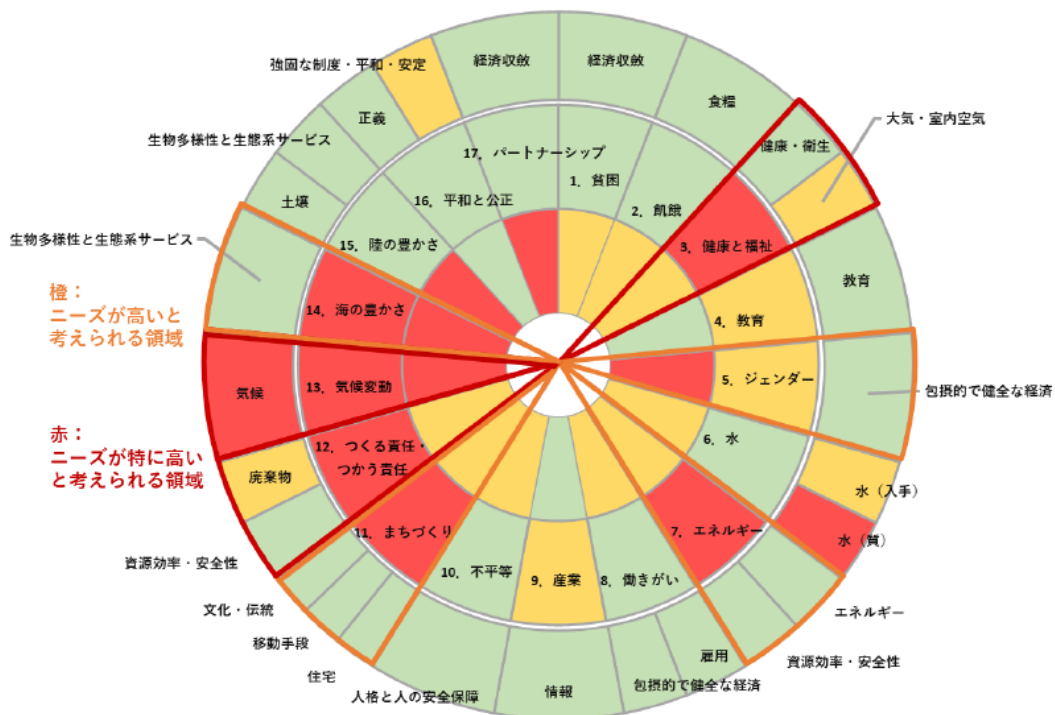 経済収斂
経済収斂
強固な制度・平和・安定
食糧
正義
大気・室内空気
生物多様性と生態系サービス
健康・衛生
17. パートナーシップ
1. 貧困
16. 平和と公正
土壌
2. 飢餓
生物多様性と生態系サービス
15. 陸の豊かさ
3. 健康と福祉
教育
橙：
ニーズが高いと
考えられる領域
14. 海の豊かさ
4. 教育
気候
13. 気候変動
5. ジェンダー
包摂的で健全な経済
赤：
ニーズが特に高い
と考えられる領域
12. つくる責任・
つかう責任
6. 水
廃棄物
水（入手）
11. まちづくり
7. エネルギー
水（質）
資源効率・安全性
10. 不平等
9. 産業
8. 働きがい
文化・伝統
エネルギー
移動手段
雇用
資源効率・安全性
住宅
包摂的で健全な経済
人格と人の安全保障
情報